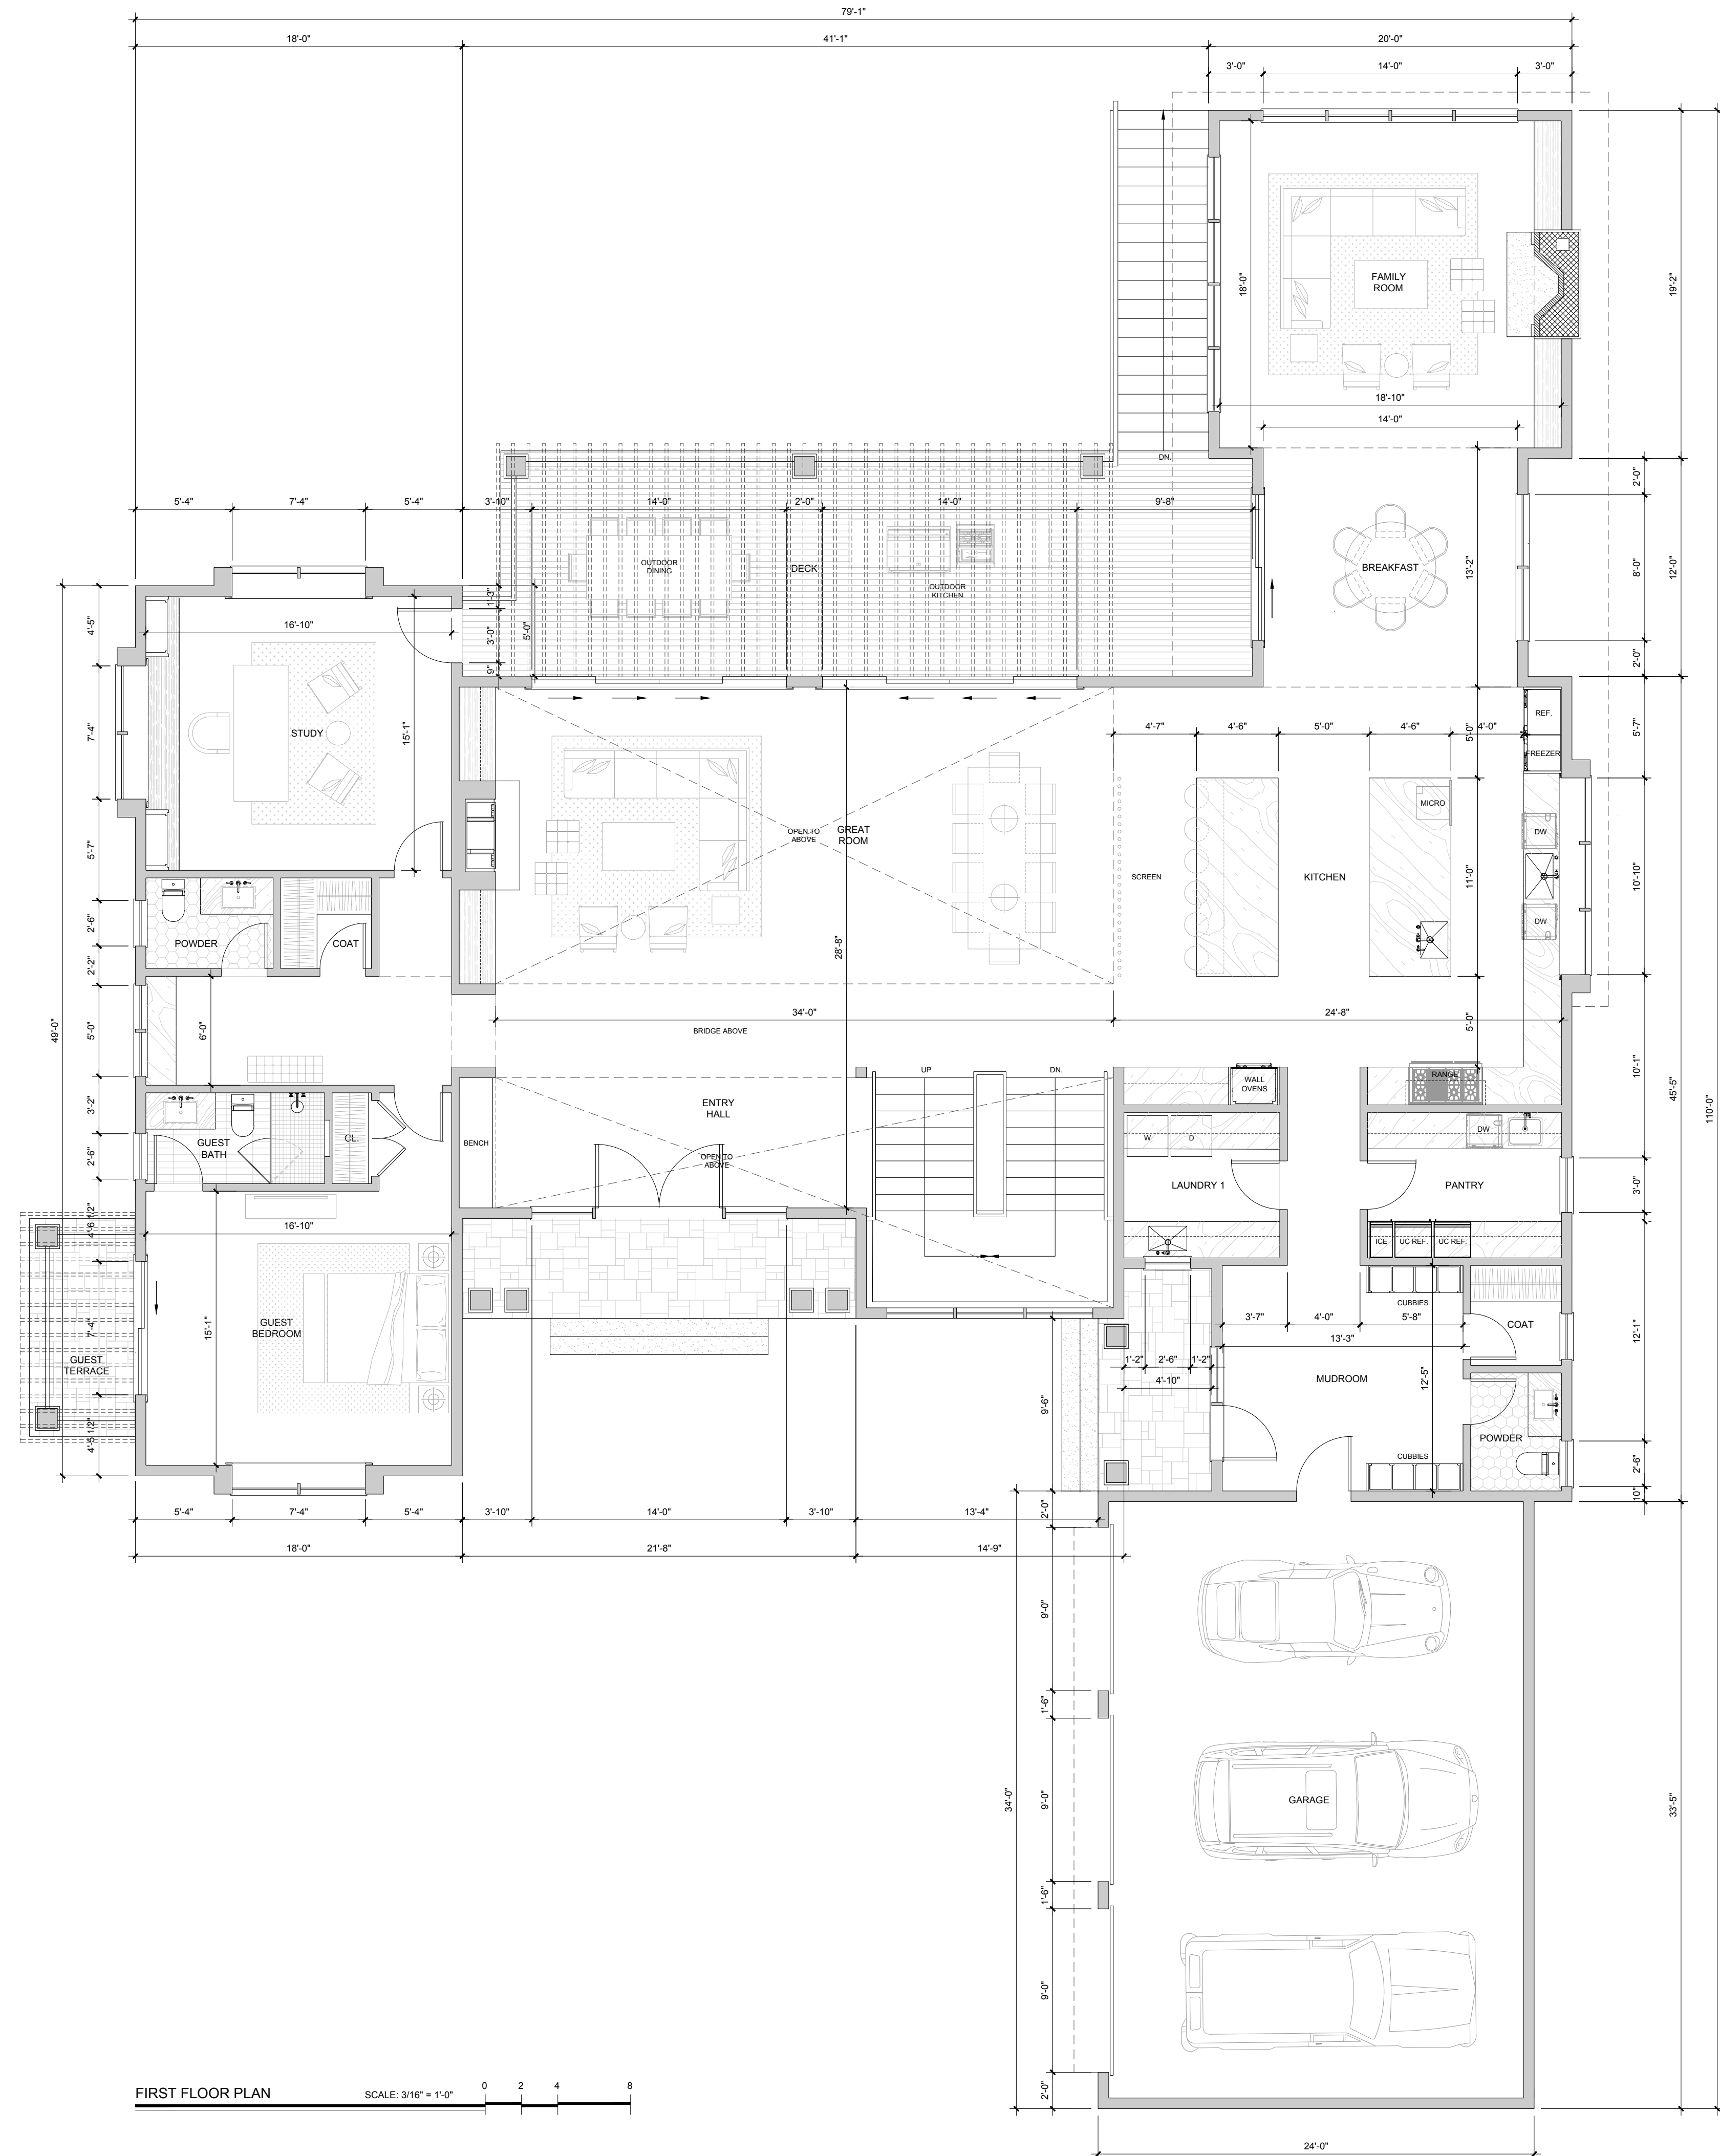 79'-1"
18'-0"
41'-1"
20'-0"
3'-0"
14'-0"
3'-0"
FAMILY
ROOM
18'-0"
18'-10"
14'-0"
19'-2"
110'-0"
DN.
5'-4"
7'-4"
5'-4"
3'-10"
14'-0"
2'-0"
14'-0"
9'-8"
OUTDOOR
DINING
DECK
OUTDOOR
KITCHEN
BREAKFAST
13'-2"
2'-0"
8'-0"
12'-0"
2'-0"
1'-3"
3'-0"
5'-0"
9"
49'-0"
4'-5"
7'-4"
5'-7"
2'-6"
2'-2"
5'-0"
3'-2"
2'-6"
4'-6 1/2"
7'-4"
4'-5 1/2"
16'-10"
STUDY
15'-1"
POWDER
COAT
6'-0"
OPEN TO
ABOVE
GREAT
ROOM
28'-8"
34'-0"
24'-8"
BRIDGE ABOVE
4'-7"
4'-6"
5'-0"
4'-6"
4'-0"
5'-0"
11'-0"
5'-0"
SCREEN
KITCHEN
MICRO
REF.
FREEZER
DW
DW
5'-7"
10'-10"
10'-1"
45'-5"
3'-0"
12'-1"
2'-6"
10"
GUEST
BATH
CL.
BENCH
ENTRY
HALL
OPEN TO
ABOVE
UP
DN.
WALL
OVENS
RANGE
W
D
LAUNDRY 1
DW
PANTRY
ICE
UC REF.
UC REF.
CUBBIES
COAT
3'-7"
4'-0"
5'-8"
13'-3"
MUDROOM
12'-5"
CUBBIES
POWDER
1'-2"
2'-6"
1'-2"
4'-10"
9'-6"
16'-10"
15'-1"
GUEST
BEDROOM
GUEST
TERRACE
5'-4"
7'-4"
5'-4"
3'-10"
14'-0"
3'-10"
13'-4"
18'-0"
21'-8"
14'-9"
2'-0"
9'-0"
1'-6"
9'-0"
1'-6"
9'-0"
2'-0"
34'-0"
GARAGE
33'-5"
24'-0"
FIRST FLOOR PLAN
SCALE: 3/16" = 1'-0"
0 2 4 8